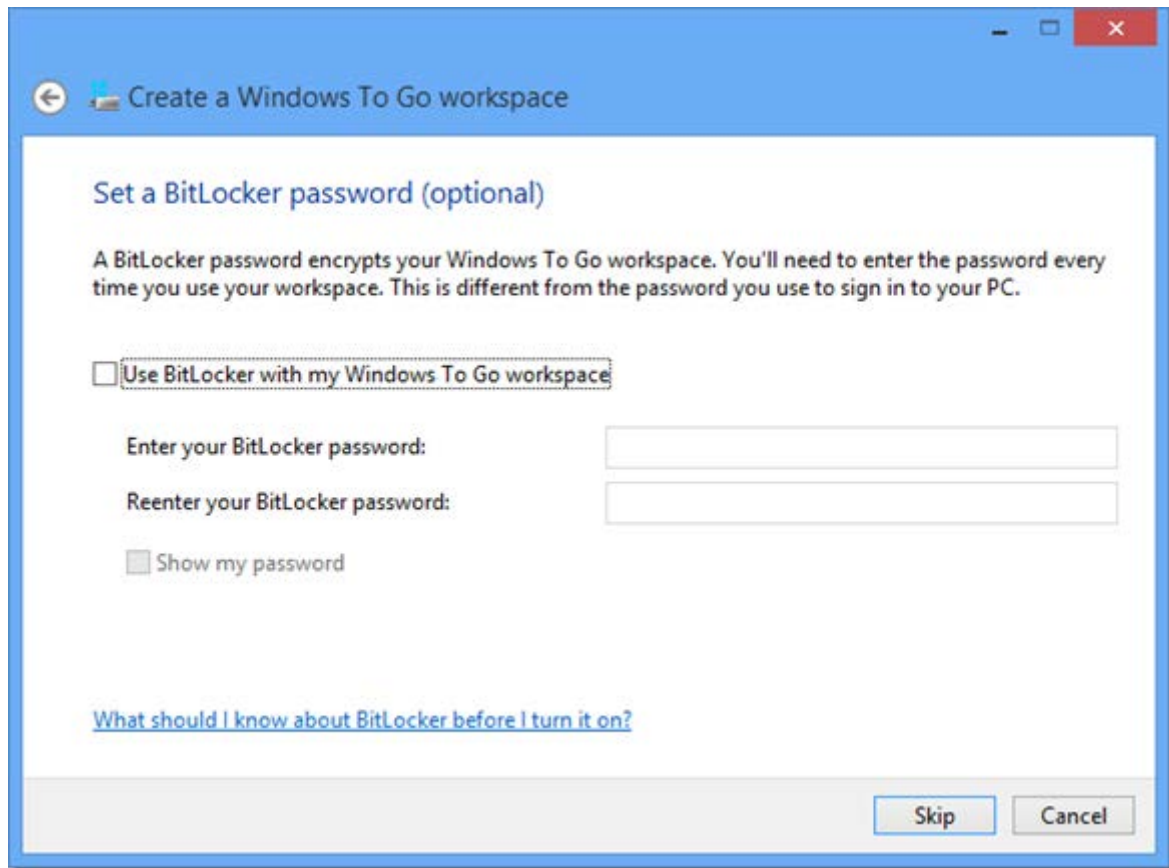 Create a Windows To Go workspace
Set a BitLocker password (optional)
A BitLocker password encrypts your Windows To Go workspace. You'll need to enter the password every
time you use your workspace. This is different from the password you use to sign in to your PC.
Use BitLocker with my Windows To Go workspace
Enter your BitLocker password:
Reenter your BitLocker password:
Show my password
What should I know about BitLocker before I turn it on?
Skip Cancel